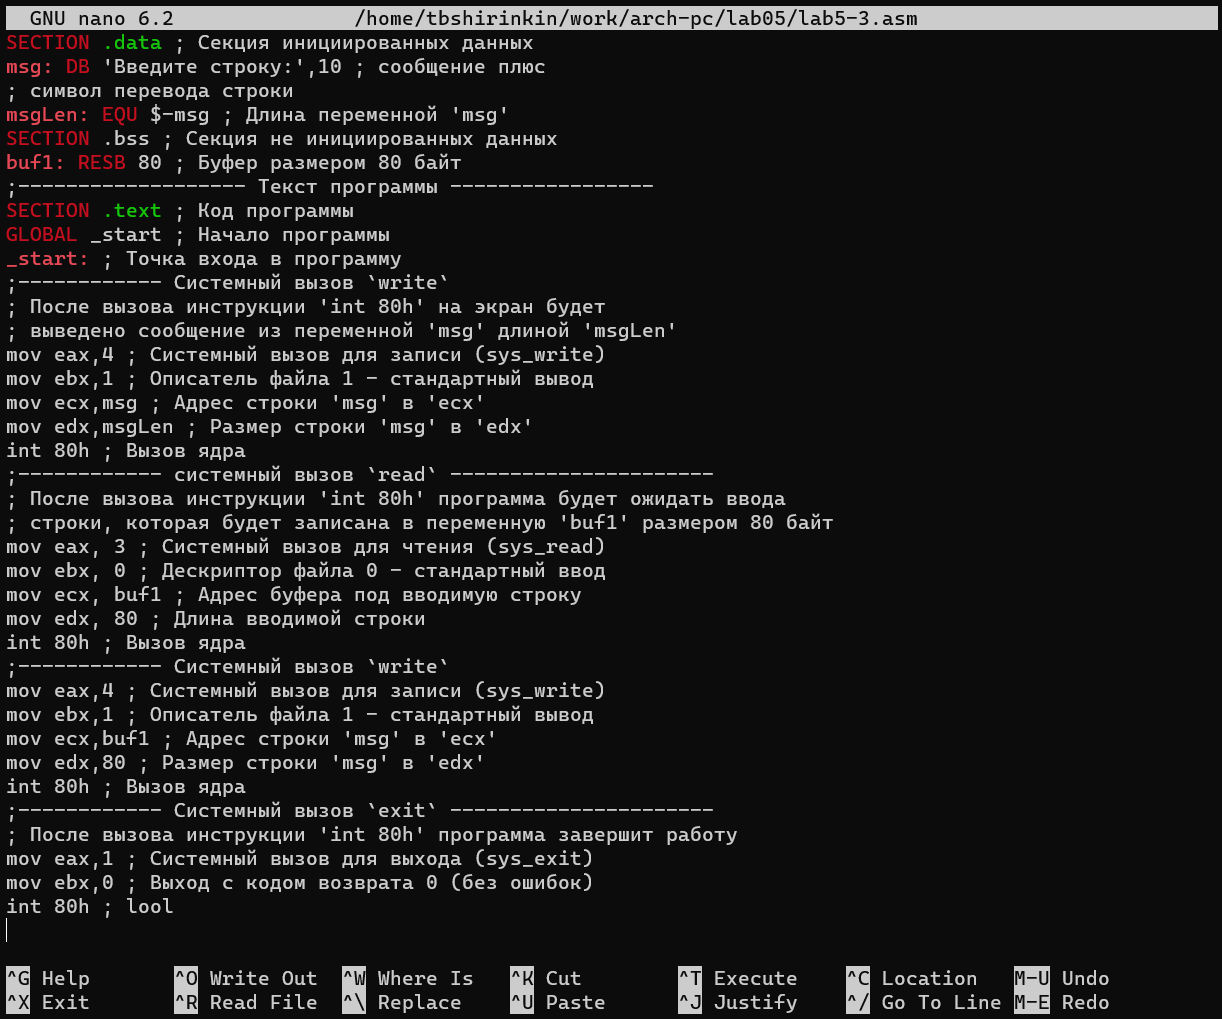 GNU nano 6.2 /home/tbshirinkin/work/arch-pc/lab05/lab5-3.asm
SECTION .data ; Секция инициированных данных
msg: DB 'Введите строку:',10 ; сообщение плюс
; символ перевода строки
msgLen: EQU $-msg ; Длина переменной 'msg'
SECTION .bss ; Секция не инициированных данных
buf1: RESB 80 ; Буфер размером 80 байт
;------------------- Текст программы -----------------
SECTION .text ; Код программы
GLOBAL _start ; Начало программы
_start: ; Точка входа в программу
;------------ Системный вызов `write`
; После вызова инструкции 'int 80h' на экран будет
; выведено сообщение из переменной 'msg' длиной 'msgLen'
mov eax,4 ; Системный вызов для записи (sys_write)
mov ebx,1 ; Описатель файла 1 - стандартный вывод
mov ecx,msg ; Адрес строки 'msg' в 'ecx'
mov edx,msgLen ; Размер строки 'msg' в 'edx'
int 80h ; Вызов ядра
;------------ системный вызов `read` ----------------------
; После вызова инструкции 'int 80h' программа будет ожидать ввода
; строки, которая будет записана в переменную 'buf1' размером 80 байт
mov eax, 3 ; Системный вызов для чтения (sys_read)
mov ebx, 0 ; Дескриптор файла 0 - стандартный ввод
mov ecx, buf1 ; Адрес буфера под вводимую строку
mov edx, 80 ; Длина вводимой строки
int 80h ; Вызов ядра
;------------ Системный вызов `write`
mov eax,4 ; Системный вызов для записи (sys_write)
mov ebx,1 ; Описатель файла 1 - стандартный вывод
mov ecx,buf1 ; Адрес строки 'msg' в 'ecx'
mov edx,80 ; Размер строки 'msg' в 'edx'
int 80h ; Вызов ядра
;------------ Системный вызов `exit` ----------------------
; После вызова инструкции 'int 80h' программа завершит работу
mov eax,1 ; Системный вызов для выхода (sys_exit)
mov ebx,0 ; Выход с кодом возврата 0 (без ошибок)
int 80h ; lool
^G Help ^O Write Out ^W Where Is ^K Cut ^T Execute ^C Location M-U Undo
^X Exit ^R Read File ^\ Replace ^U Paste ^J Justify ^/ Go To Line M-E Redo